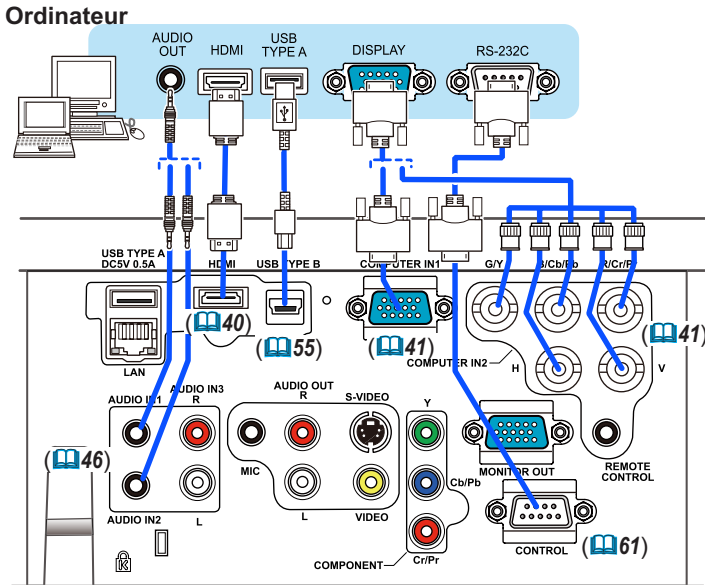 Ordinateur
AUDIO OUT
HDMI
USB TYPE A
DISPLAY
RS-232C
USB TYPE A
DC5V 0.5A
HDMI
USB TYPE B
COMPUTER IN1
G/Y
B/Cb/Pb
R/Cr/Pr
(40)
(55)
(41)
(41)
LAN
COMPUTER IN2
H
V
AUDIO IN1
AUDIO IN3
R
AUDIO OUT
R
S-VIDEO
Y
(46)
MIC
Cb/Pb
MONITOR OUT
REMOTE CONTROL
AUDIO IN2
L
L
VIDEO
COMPONENT
Cr/Pr
CONTROL
(61)
K